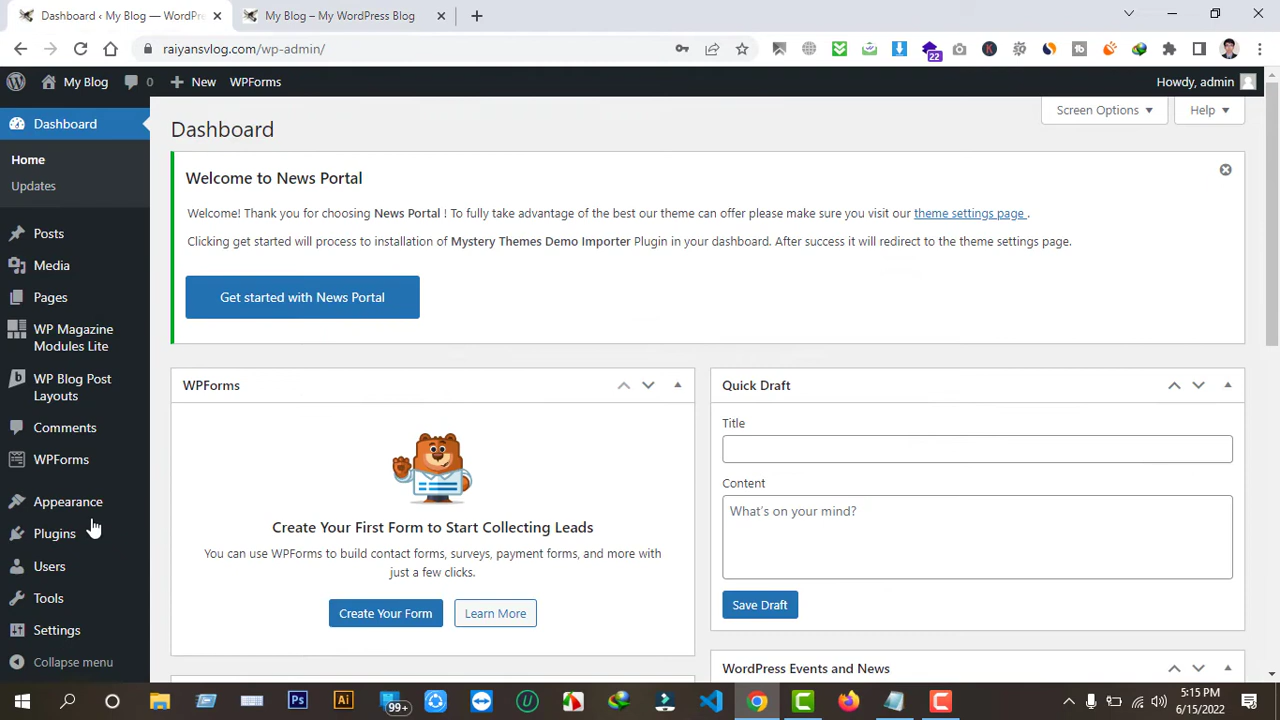 Dashboard ‹ My Blog — WordPr
My Blog – My WordPress Blog
raiyansvlog.com/wp-admin/
22
My Blog
0
New
WPForms
Howdy, admin
Dashboard
Home
Updates
Posts
Media
Pages
WP Magazine
Modules Lite
WP Blog Post
Layouts
Comments
WPForms
Appearance
Plugins
Users
Tools
Settings
Collapse menu
Screen Options
Help
Dashboard
Welcome to News Portal
Welcome! Thank you for choosing News Portal ! To fully take advantage of the best our theme can offer please make sure you visit our theme settings page .
Clicking get started will process to installation of Mystery Themes Demo Importer Plugin in your dashboard. After success it will redirect to the theme settings page.
Get started with News Portal
WPForms
Create Your First Form to Start Collecting Leads
You can use WPForms to build contact forms, surveys, payment forms, and more with
just a few clicks.
Create Your Form
Learn More
Quick Draft
Title
Content
What's on your mind?
Save Draft
WordPress Events and News
Ps
Ai
99+
5:15 PM
6/15/2022